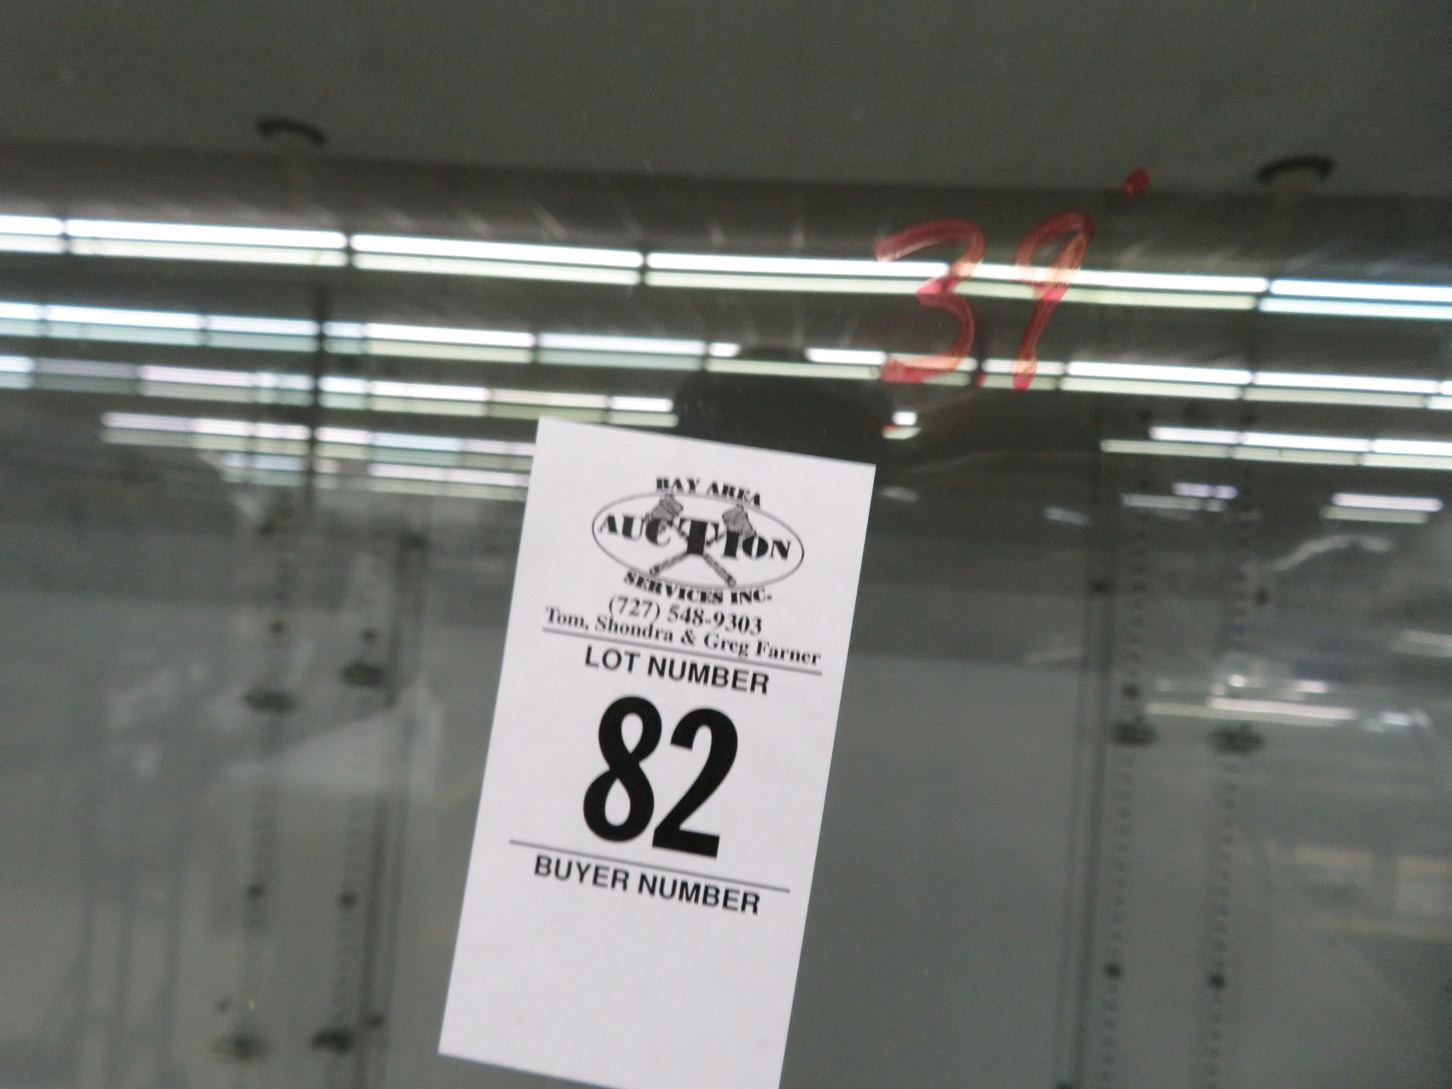 39
BAY AREA
AUCTION
SERVICES INC.
(727) 548-9303
Tom, Shondra & Greg Farner
LOT NUMBER
82
BUYER NUMBER